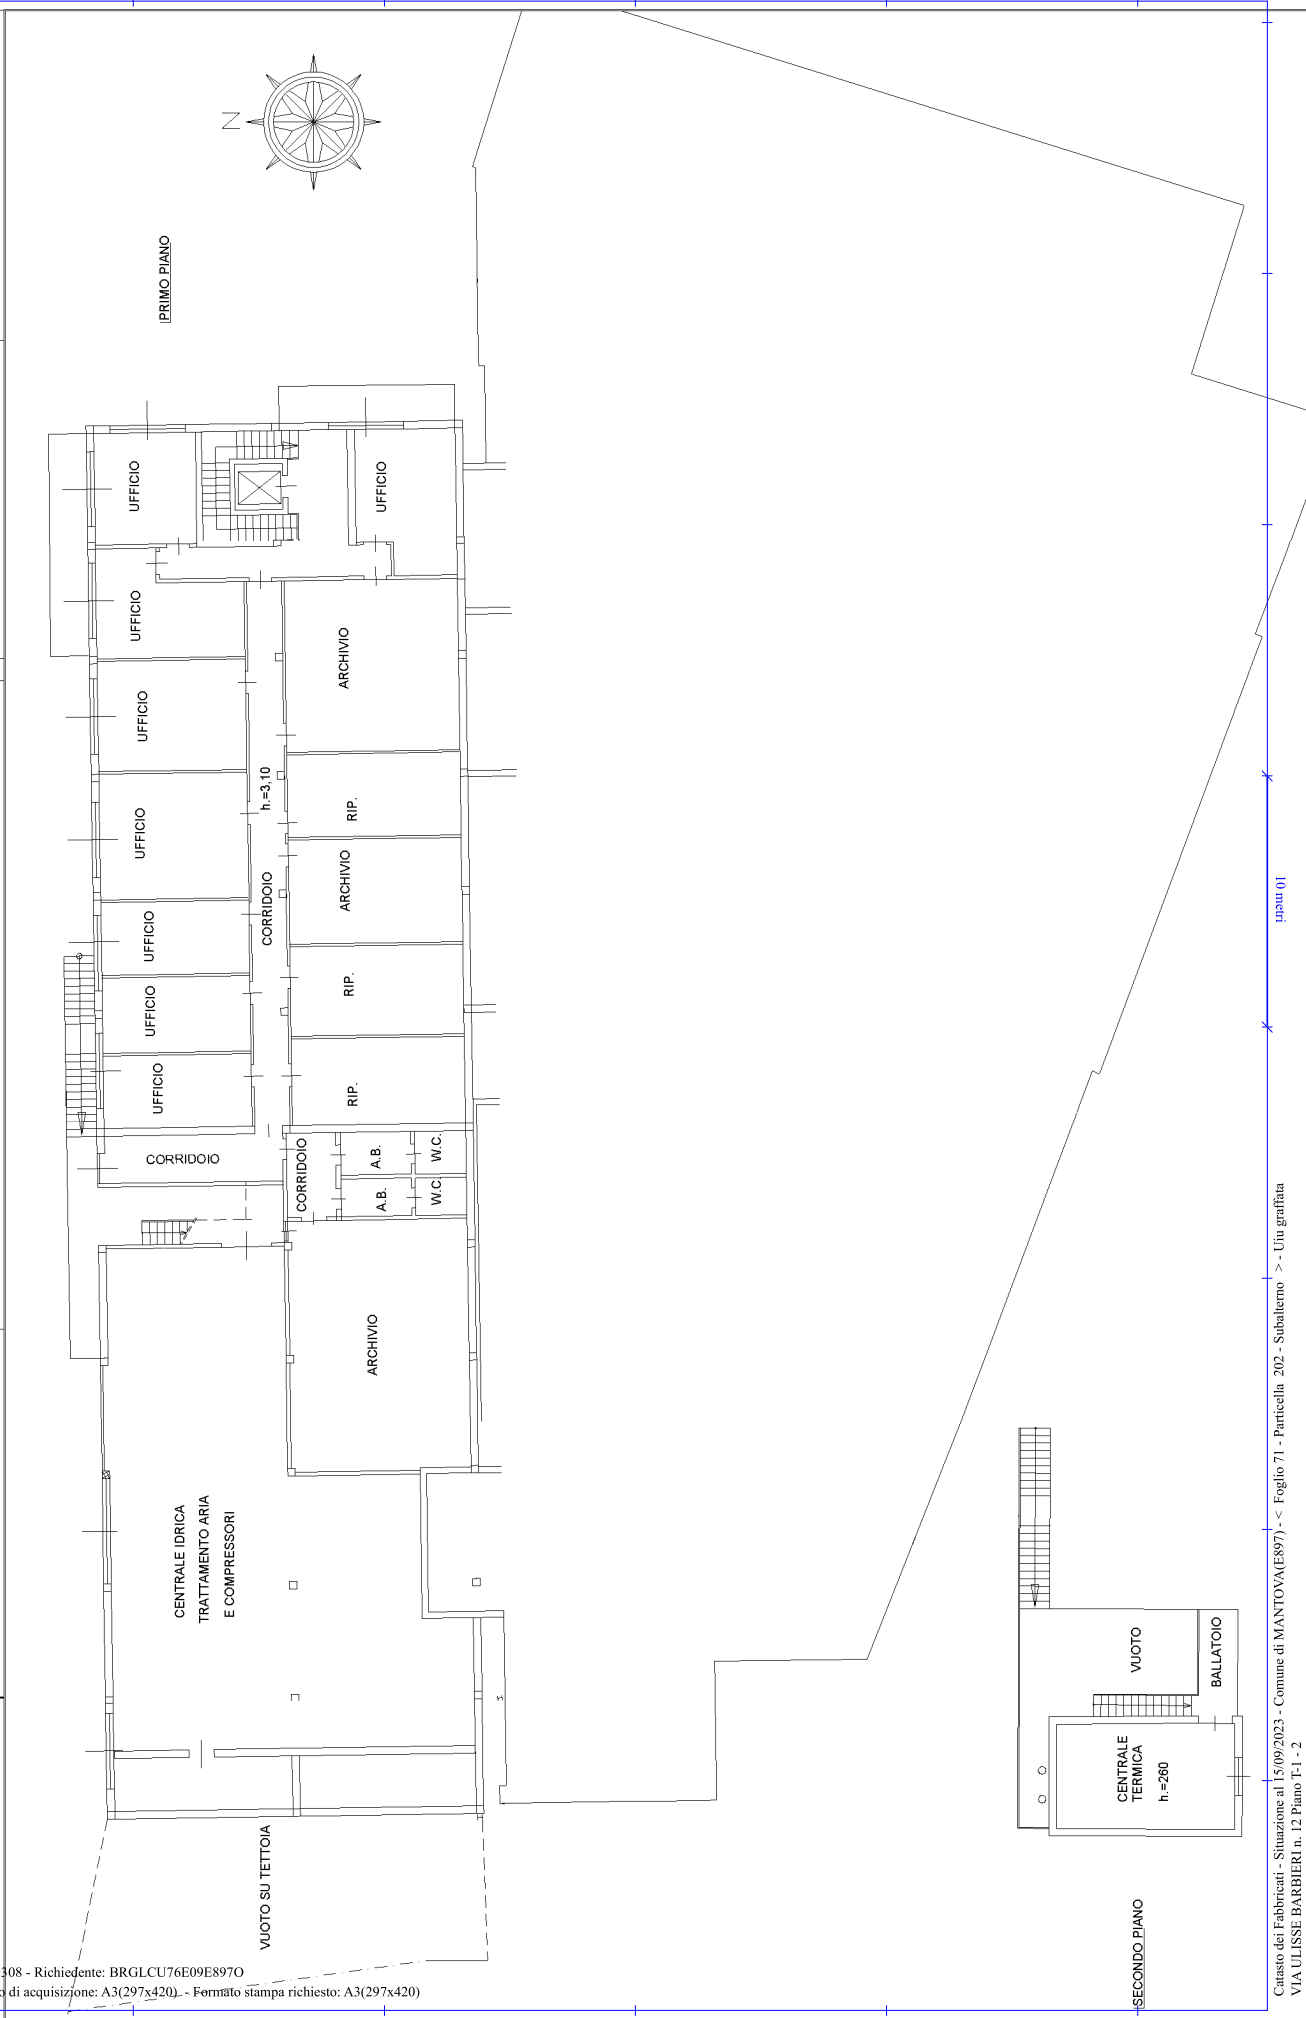 N
PRIMO PIANO
UFFICIO
UFFICIO
UFFICIO
ARCHIVIO
UFFICIO
h.=3,10
RIP.
UFFICIO
ARCHIVIO
CORRIDOIO
UFFICIO
RIP.
UFFICIO
RIP.
UFFICIO
CORRIDOIO
CORRIDOIO
A.B.
W.C.
A.B.
W.C.
ARCHIVIO
CENTRALE IDRICA
TRATTAMENTO ARIA
E COMPRESSORI
VUOTO SU TETTOIA
VUOTO
BALLATOIO
CENTRALE
TERMICA
h.=260
SECONDO PIANO
10 metri
Catasto dei Fabbricati - Situazione al 15/09/2023 - Comune di MANTOVA(E897) - < Foglio 71 - Particella 202 - Subalterno > - Uiu graffata
VIA ULISSE BARBIERI n. 12 Piano T-1 - 2
308 - Richiedente: BRGLCU76E09E897O
o di acquisizione: A3(297x420) - Formato stampa richiesto: A3(297x420)